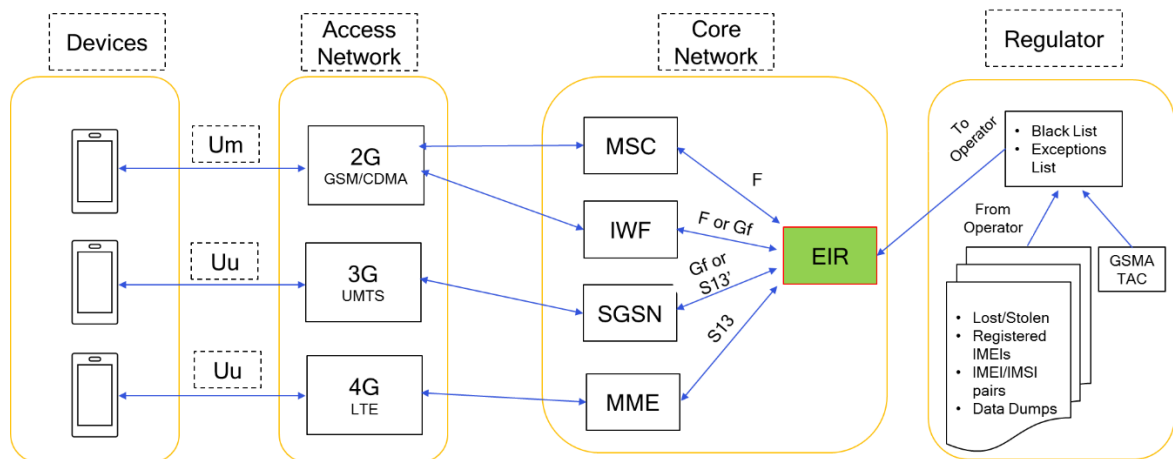 Devices
Access
Network
Core
Network
Regulator
Um
2G
GSM/CDMA
MSC
F
To
Operator
• Black List
• Exceptions
List
IWF
F or Gf
EIR
From
Operator
GSMA
TAC
Uu
3G
UMTS
SGSN
Gf or
S13'
• Lost/Stolen
• Registered
IMEIs
• IMEI/IMSI
pairs
• Data Dumps
Uu
4G
LTE
MME
S13